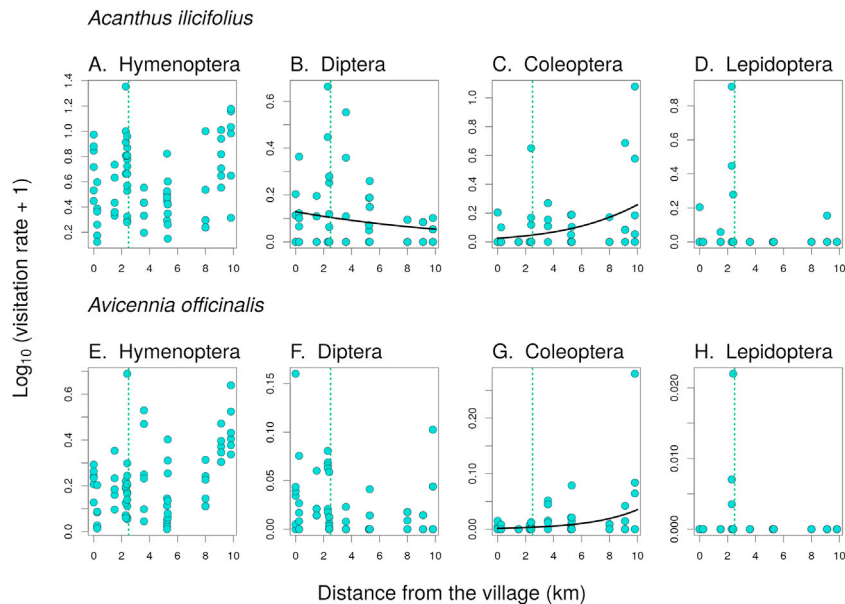 Acanthus ilicifolius
A. Hymenoptera
B. Diptera
C. Coleoptera
D. Lepidoptera
1.4
1.2
1.0
0.8
0.6
0.4
0.2
0 2 4 6 8 10
0.6
0.4
0.2
0.0
0 2 4 6 8 10
1.0
0.8
0.6
0.4
0.2
0.0
0 2 4 6 8 10
0.8
0.6
0.4
0.2
0.0
0 2 4 6 8 10
Log10 (visitation rate + 1)
Avicennia officinalis
E. Hymenoptera
F. Diptera
G. Coleoptera
H. Lepidoptera
0.6
0.4
0.2
0.0
0 2 4 6 8 10
0.15
0.10
0.05
0.00
0 2 4 6 8 10
0.20
0.10
0.00
0 2 4 6 8 10
0.020
0.010
0.000
0 2 4 6 8 10
Distance from the village (km)